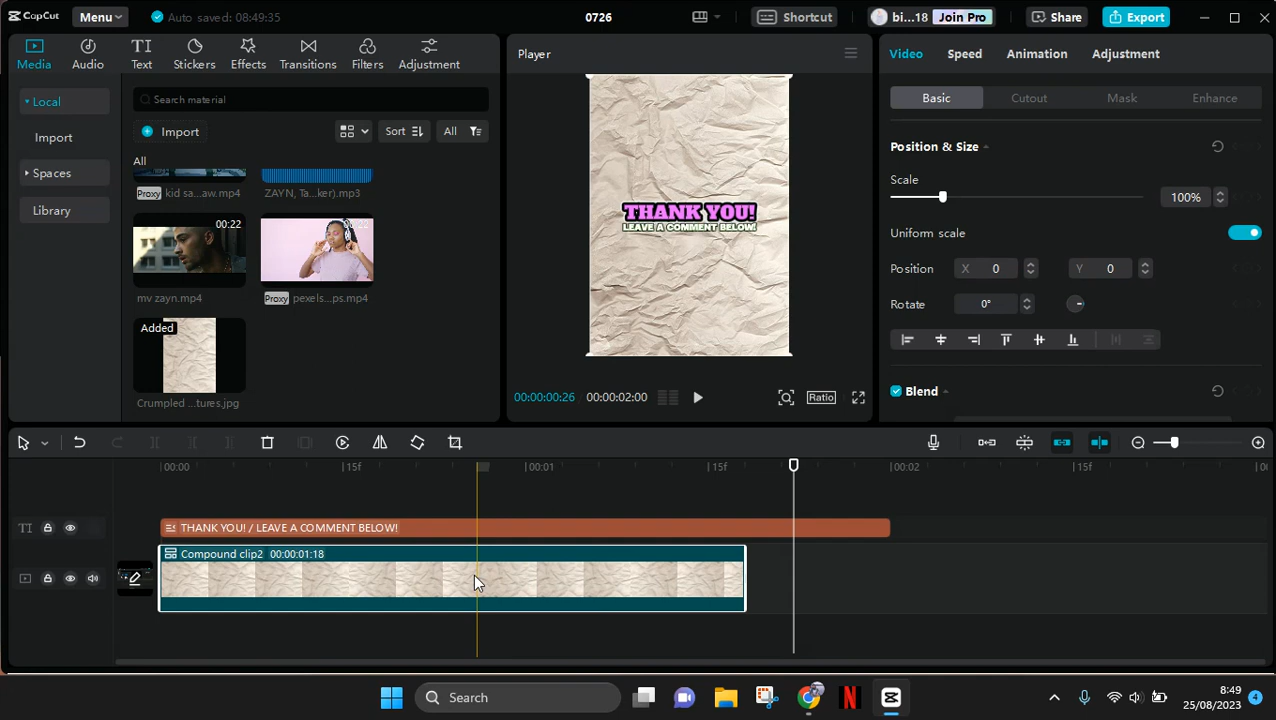 CapCut
Menu
Auto saved: 08:49:35
0726
Shortcut
bi...18
Join Pro
Share
Export
Media
Audio
Text
Stickers
Effects
Transitions
Filters
Adjustment
Local
Import
Spaces
Library
Search material
Import
Sort
All
All
Proxy kid sa...aw.mp4
ZAYN, Ta...ker).mp3
00:22
00:22
mv zayn.mp4
Proxy pexels...ps.mp4
Added
Crumpled ...tures.jpg
Player
THANK YOU!
LEAVE A COMMENT BELOW!
00:00:00:26
00:00:02:00
Ratio
Video
Speed
Animation
Adjustment
Basic
Cutout
Mask
Enhance
Position & Size
Scale
100%
Uniform scale
Position
X 0
Y 0
Rotate
0°
Blend
00:00
15f
00:01
15f
00:02
15f
TI
THANK YOU! / LEAVE A COMMENT BELOW!
Compound clip2 00:00:01:18
Search
8:49
25/08/2023
4